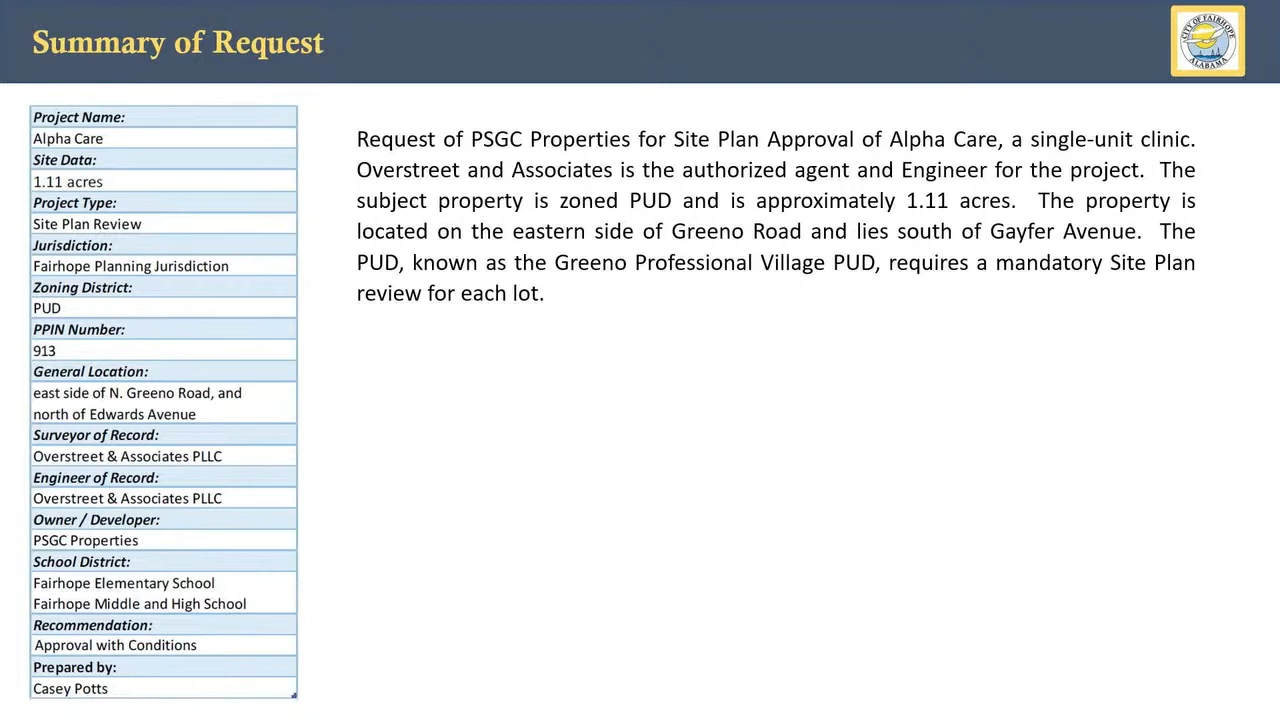 Summary of Request
CITY OF FAIRHOPE
ALABAMA
Project Name:
Alpha Care
Site Data:
1.11 acres
Project Type:
Site Plan Review
Jurisdiction:
Fairhope Planning Jurisdiction
Zoning District:
PUD
PPIN Number:
913
General Location:
east side of N. Greeno Road, and
north of Edwards Avenue
Surveyor of Record:
Overstreet & Associates PLLC
Engineer of Record:
Overstreet & Associates PLLC
Owner / Developer:
PSGC Properties
School District:
Fairhope Elementary School
Fairhope Middle and High School
Recommendation:
Approval with Conditions
Prepared by:
Casey Potts
Request of PSGC Properties for Site Plan Approval of Alpha Care, a single-unit clinic.
Overstreet and Associates is the authorized agent and Engineer for the project. The
subject property is zoned PUD and is approximately 1.11 acres. The property is
located on the eastern side of Greeno Road and lies south of Gayfer Avenue. The
PUD, known as the Greeno Professional Village PUD, requires a mandatory Site Plan
review for each lot.